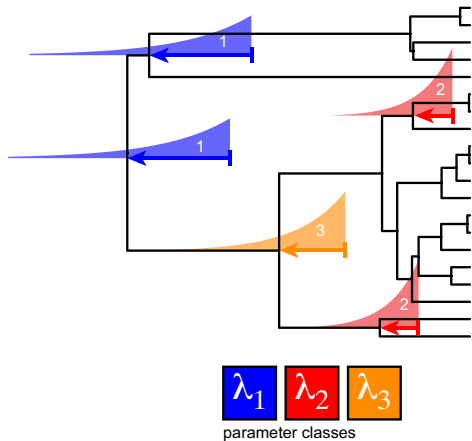 1
2
1
3
2
λ1 λ2 λ3
parameter classes